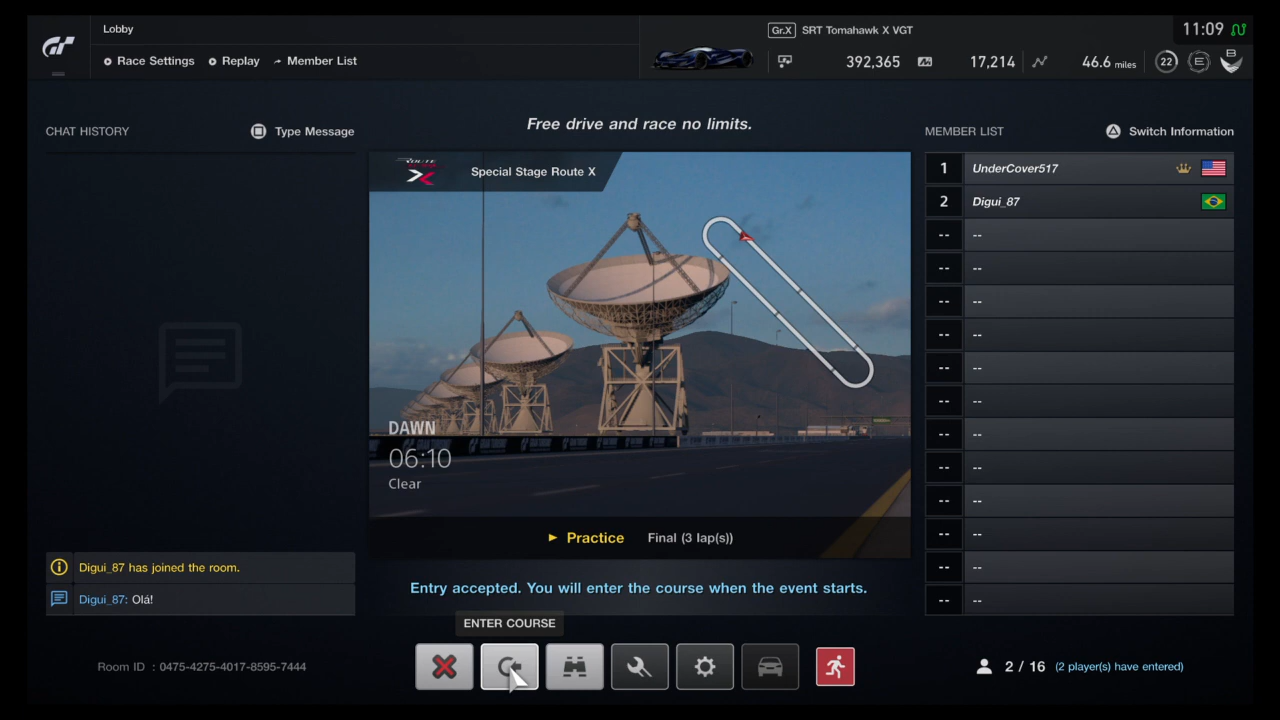 Lobby
Race Settings Replay Member List
Gr.X SRT Tomahawk X VGT
11:09
392,365 17,214 46.6 miles 22 E B
CHAT HISTORY Type Message
Free drive and race no limits.
MEMBER LIST Switch Information
ROUTE X
Special Stage Route X
1 UnderCover517
2 Digui_87
-- --
-- --
-- --
-- --
-- --
-- --
-- --
-- --
-- --
-- --
-- --
-- --
DAWN
06:10
Clear
Practice Final (3 lap(s))
Digui_87 has joined the room.
Digui_87: Olá!
Entry accepted. You will enter the course when the event starts.
ENTER COURSE
Room ID : 0475-4275-4017-8595-7444
2 / 16 (2 player(s) have entered)